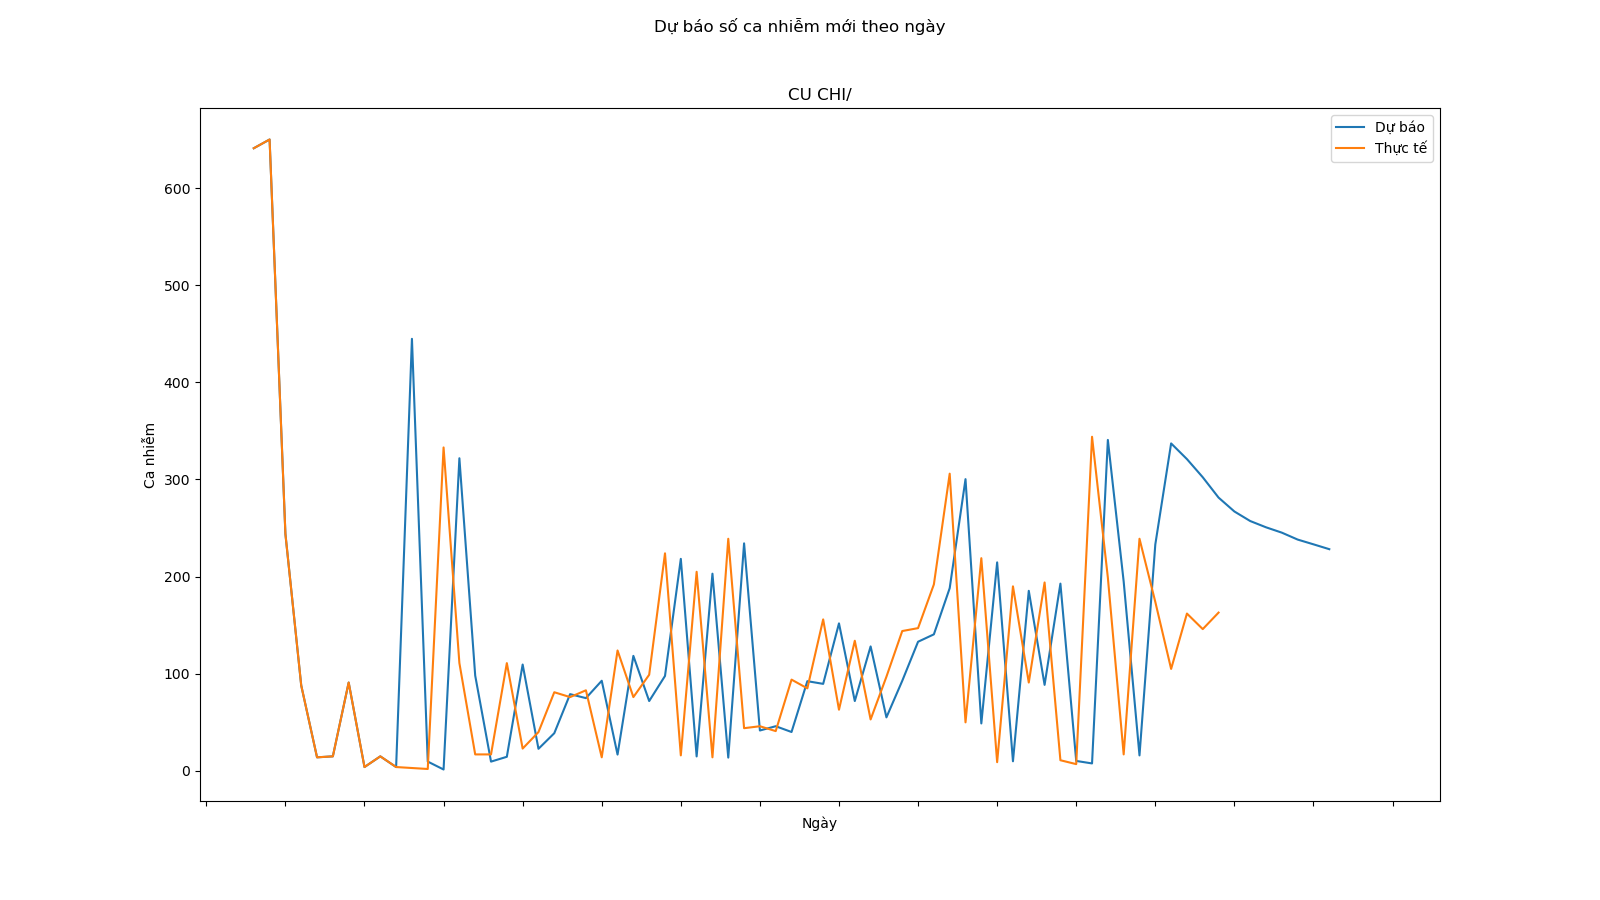 Dự báo số ca nhiễm mới theo ngày
CU CHI/
Dự báo
Thực tế
600
500
400
300
200
100
0
Ca nhiễm
Ngày